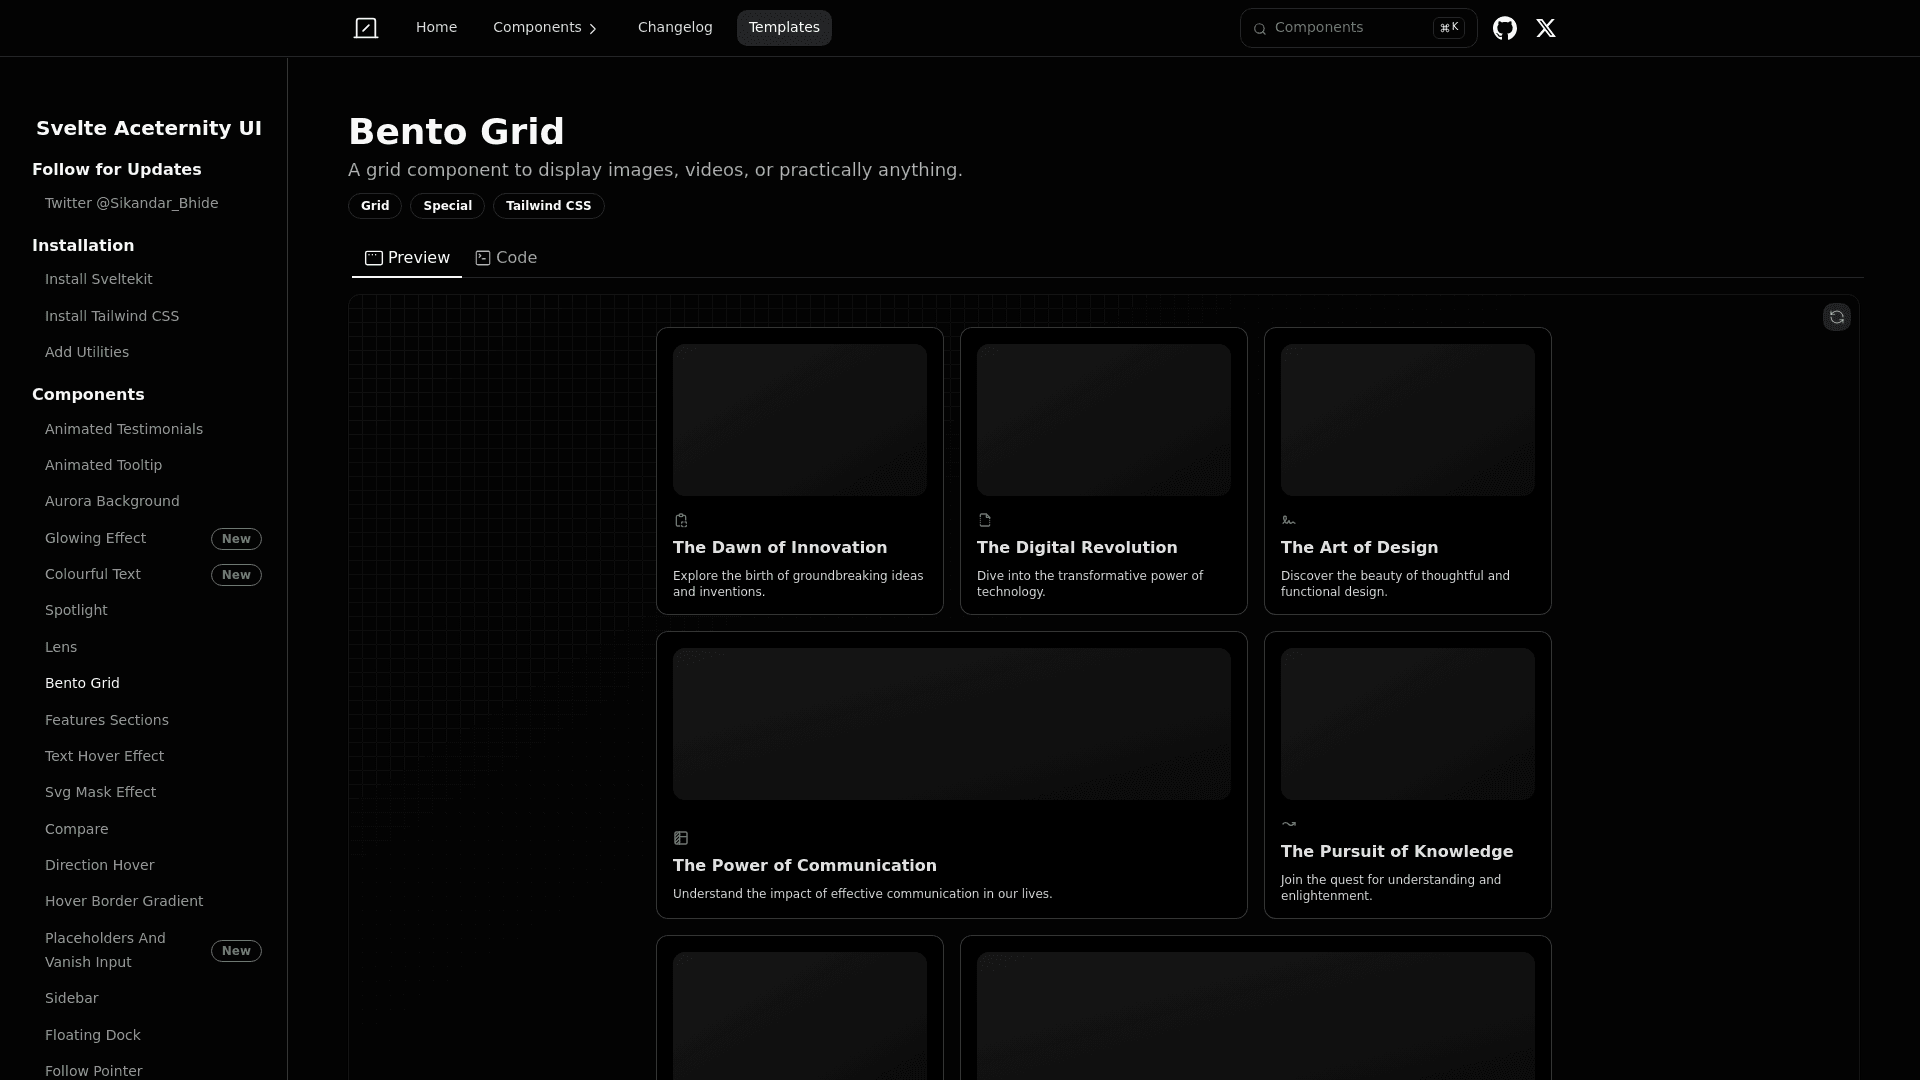 Home
Components
Changelog
Templates
Components
⌘K
Svelte Aceternity UI
Follow for Updates
Twitter @Sikandar_Bhide
Installation
Install Sveltekit
Install Tailwind CSS
Add Utilities
Components
Animated Testimonials
Animated Tooltip
Aurora Background
Glowing Effect
New
Colourful Text
New
Spotlight
Lens
Bento Grid
Features Sections
Text Hover Effect
Svg Mask Effect
Compare
Direction Hover
Hover Border Gradient
Placeholders And
Vanish Input
New
Sidebar
Floating Dock
Follow Pointer
Bento Grid
A grid component to display images, videos, or practically anything.
Grid
Special
Tailwind CSS
Preview
Code
The Dawn of Innovation
Explore the birth of groundbreaking ideas
and inventions.
The Digital Revolution
Dive into the transformative power of
technology.
The Art of Design
Discover the beauty of thoughtful and
functional design.
The Power of Communication
Understand the impact of effective communication in our lives.
The Pursuit of Knowledge
Join the quest for understanding and
enlightenment.